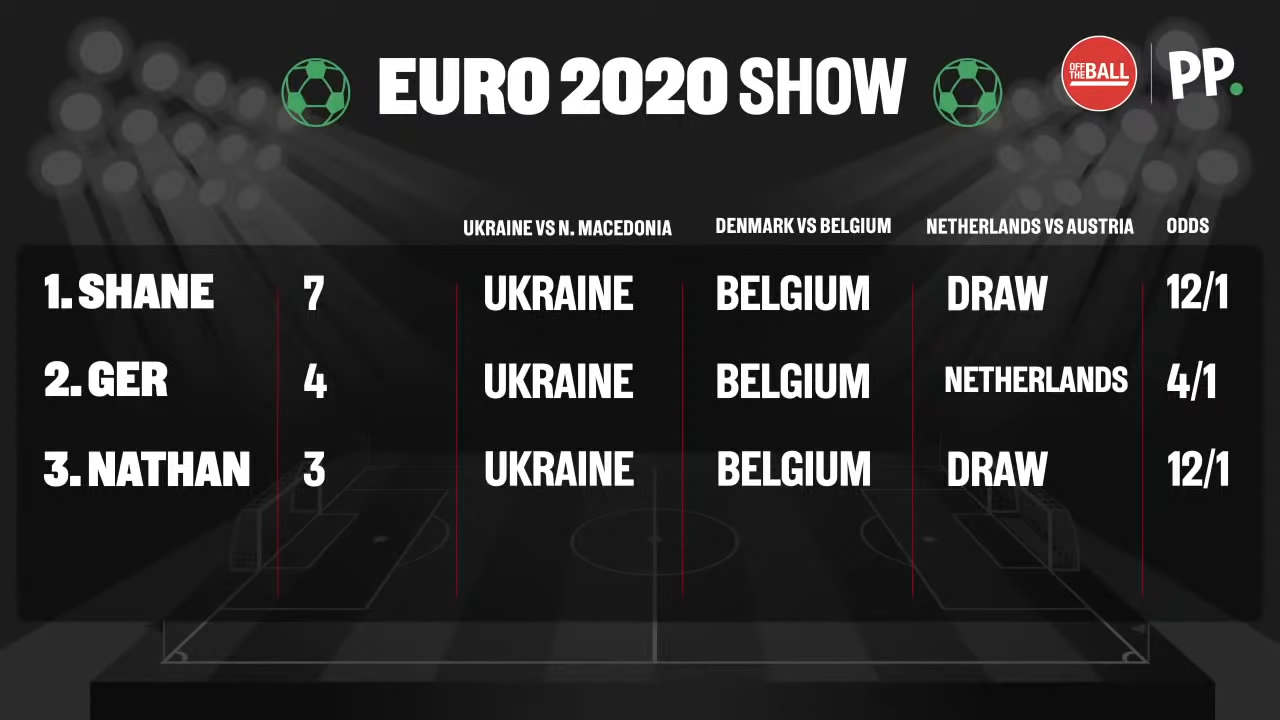 EURO 2020 SHOW
OFF THE BALL
PP.
UKRAINE VS N. MACEDONIA DENMARK VS BELGIUM NETHERLANDS VS AUSTRIA ODDS
1. SHANE 7 UKRAINE BELGIUM DRAW 12/1
2. GER 4 UKRAINE BELGIUM NETHERLANDS 4/1
3. NATHAN 3 UKRAINE BELGIUM DRAW 12/1